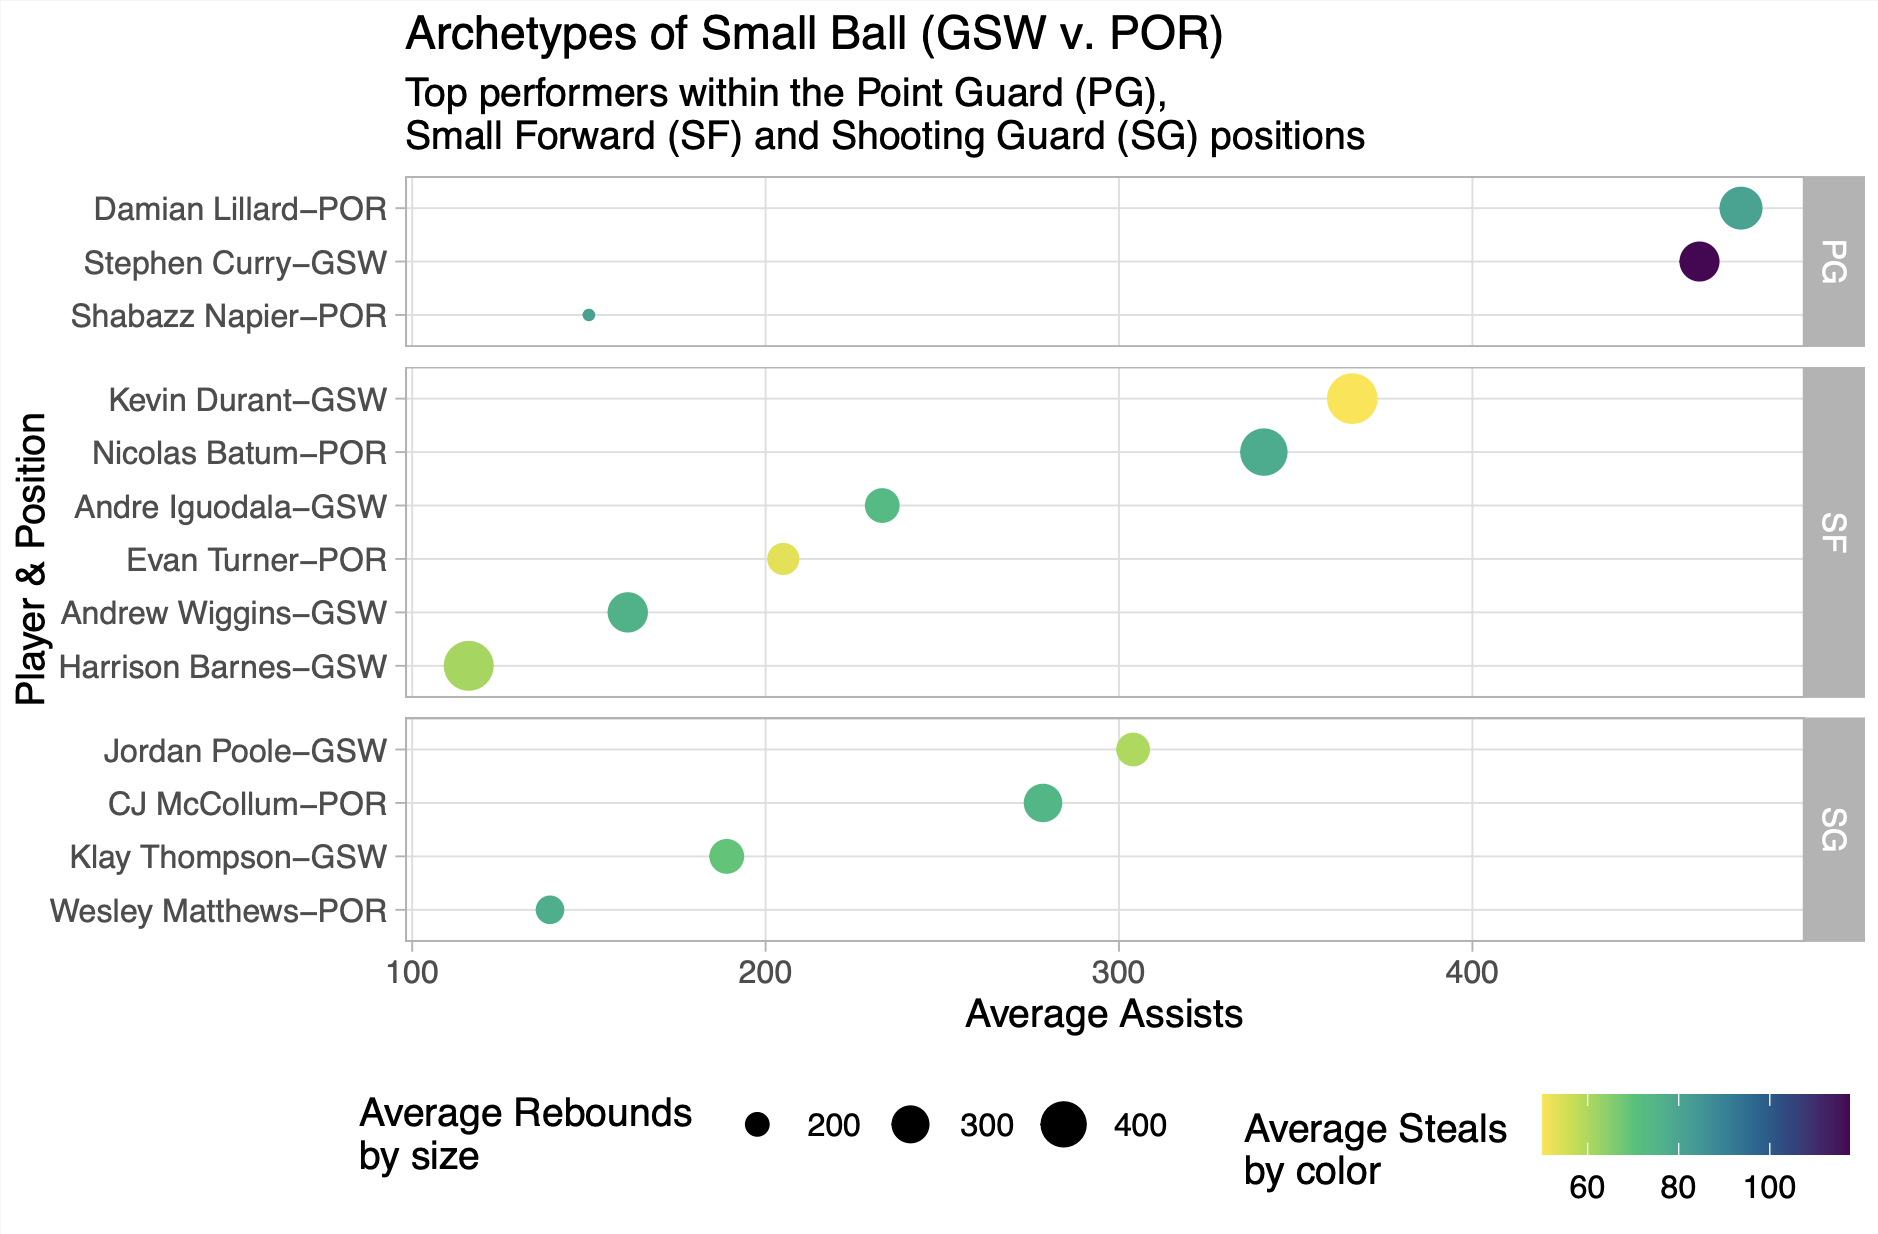 Archetypes of Small Ball (GSW v. POR)
Top performers within the Point Guard (PG),
Small Forward (SF) and Shooting Guard (SG) positions
Player & Position
Damian Lillard−POR
Stephen Curry−GSW
Shabazz Napier−POR
PG
Kevin Durant−GSW
Nicolas Batum−POR
Andre Iguodala−GSW
Evan Turner−POR
Andrew Wiggins−GSW
Harrison Barnes−GSW
SF
Jordan Poole−GSW
CJ McCollum−POR
Klay Thompson−GSW
Wesley Matthews−POR
SG
100 200 300 400
Average Assists
Average Rebounds
by size
200 300 400
Average Steals
by color
60 80 100